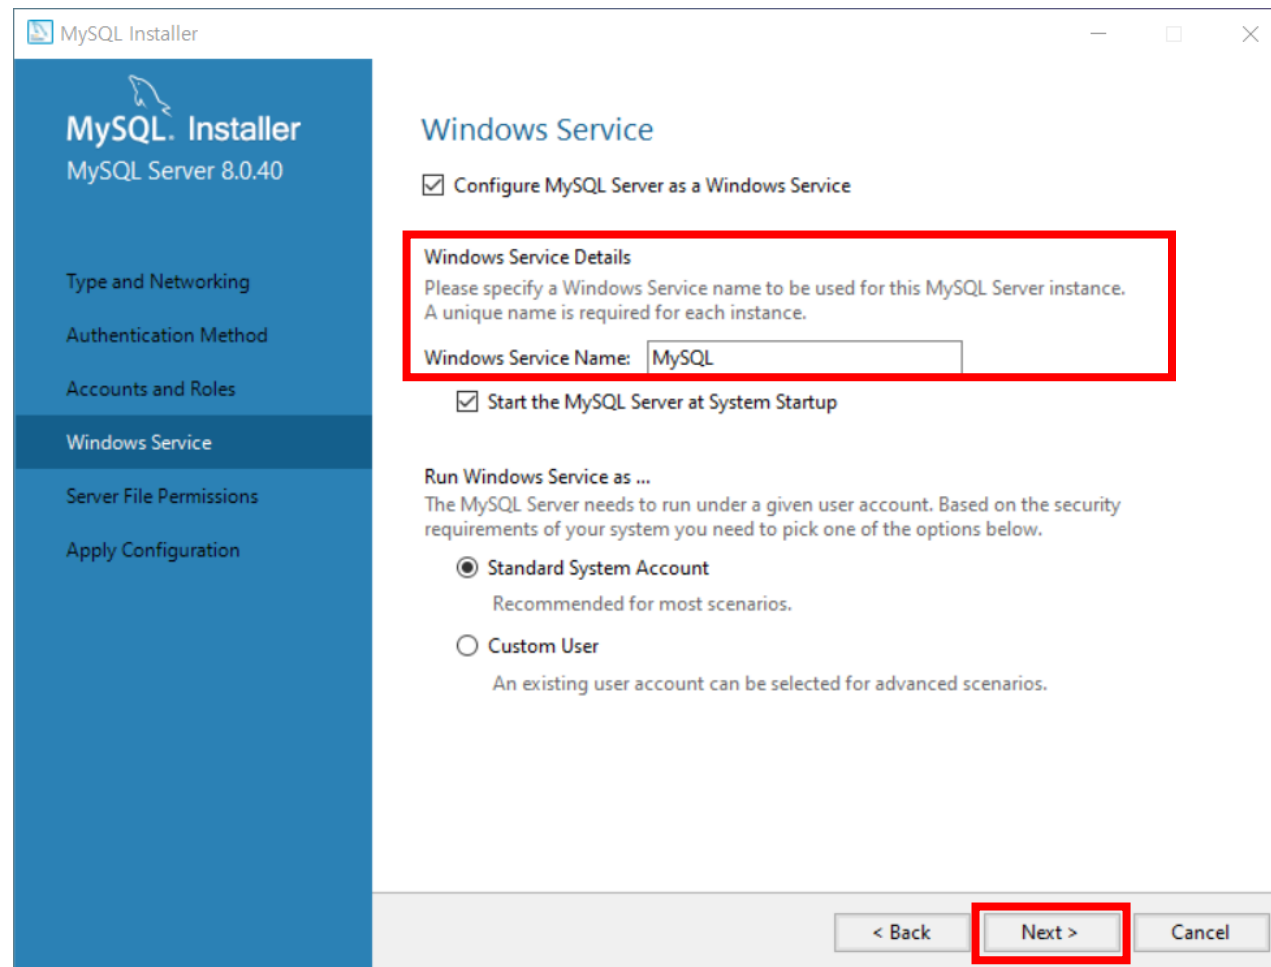 MySQL Installer
MySQL. Installer
MySQL Server 8.0.40
Type and Networking
Authentication Method
Accounts and Roles
Windows Service
Server File Permissions
Apply Configuration
Windows Service
Configure MySQL Server as a Windows Service
Windows Service Details
Please specify a Windows Service name to be used for this MySQL Server instance.
A unique name is required for each instance.
Windows Service Name: MySQL
Start the MySQL Server at System Startup
Run Windows Service as ...
The MySQL Server needs to run under a given user account. Based on the security
requirements of your system you need to pick one of the options below.
Standard System Account
Recommended for most scenarios.
Custom User
An existing user account can be selected for advanced scenarios.
< Back Next > Cancel